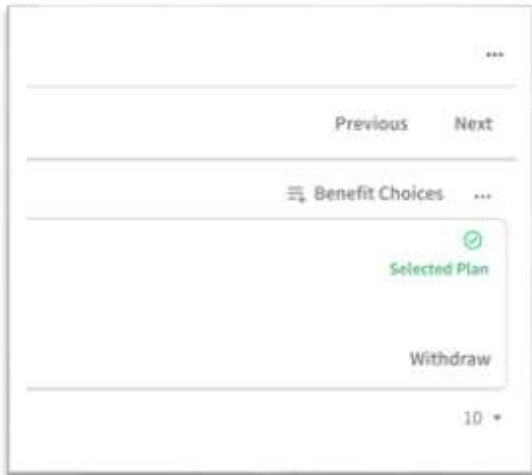 ...
Previous Next
Benefit Choices ...
Selected Plan
Withdraw
10